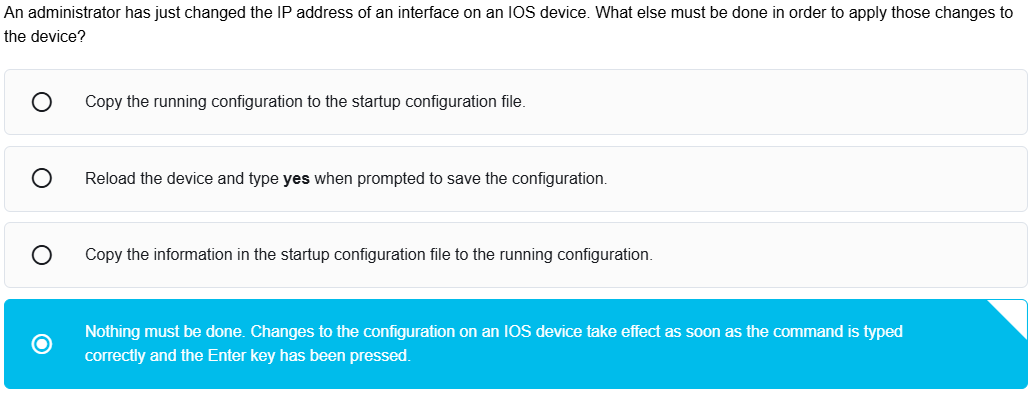 An administrator has just changed the IP address of an interface on an IOS device. What else must be done in order to apply those changes to
the device?
Copy the running configuration to the startup configuration file.
Reload the device and type yes when prompted to save the configuration.
Copy the information in the startup configuration file to the running configuration.
Nothing must be done. Changes to the configuration on an IOS device take effect as soon as the command is typed
correctly and the Enter key has been pressed.